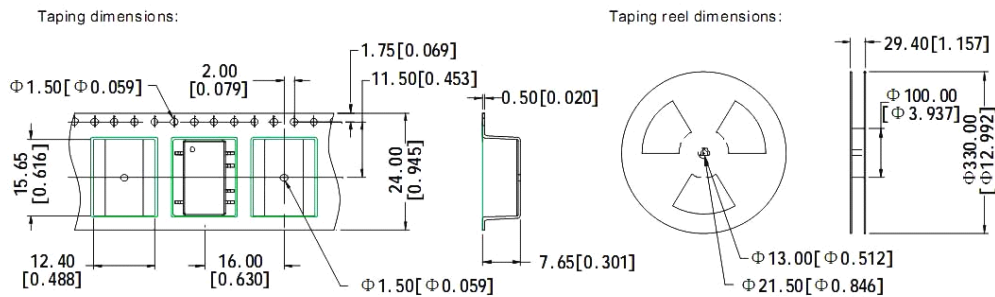 Taping dimensions:
Taping reel dimensions:
1.75[0.069]
2.00
[0.079]
11.50[0.453]
Φ1.50[Φ0.059]
0.50[0.020]
15.65
[0.616]
24.00
[0.945]
12.40
[0.488]
16.00
[0.630]
7.65[0.301]
Φ1.50[Φ0.059]
29.40[1.157]
Φ100.00
[Φ3.937]
Φ330.00
[Φ12.992]
Φ13.00[Φ0.512]
Φ21.50[Φ0.846]